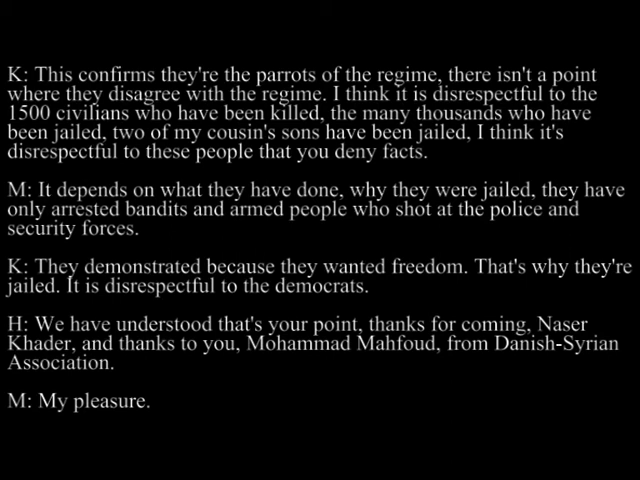 K: This confirms they're the parrots of the regime, there isn't a point
where they disagree with the regime. I think it is disrespectful to the
1500 civilians who have been killed, the many thousands who have
been jailed, two of my cousin's sons have been jailed, I think it's
disrespectful to these people that you deny facts.
M: It depends on what they have done, why they were jailed, they have
only arrested bandits and armed people who shot at the police and
security forces.
K: They demonstrated because they wanted freedom. That's why they're
jailed. It is disrespectful to the democrats.
H: We have understood that's your point, thanks for coming, Naser
Khader, and thanks to you, Mohammad Mahfoud, from Danish-Syrian
Association.
M: My pleasure.